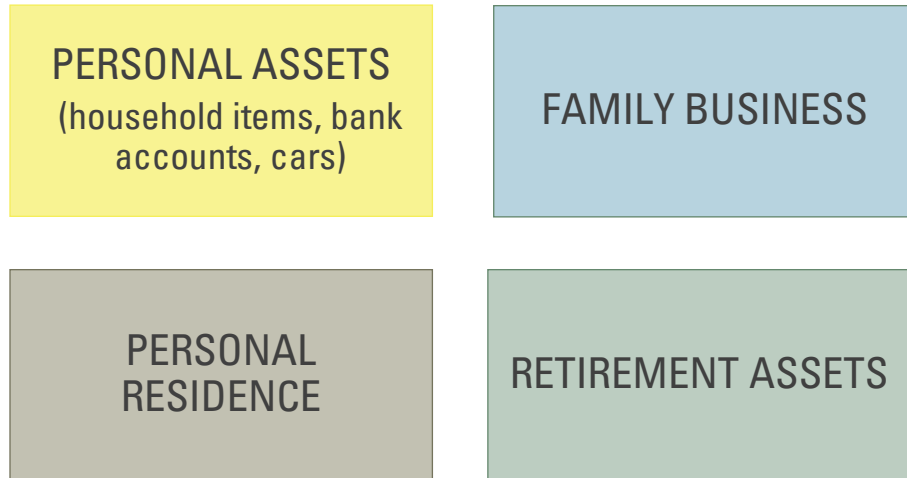 PERSONAL ASSETS
(household items, bank
accounts, cars)
FAMILY BUSINESS
PERSONAL
RESIDENCE
RETIREMENT ASSETS